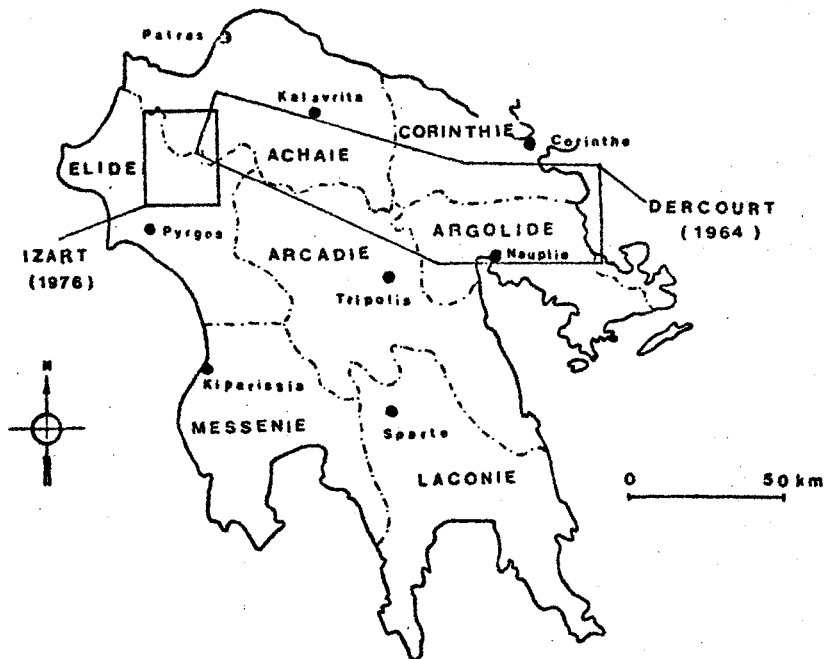 Patras
Kalavrita
CORINTHIE
Corinthe
ACHAIE
ELIDE
DERCOURT
(1964)
ARGOLIDE
Pyrgos
Nauplie
IZART
(1976)
ARCADIE
Tripolis
N
Kiparissia
Sparte
MESSENIE
LACONIE
0 50 km